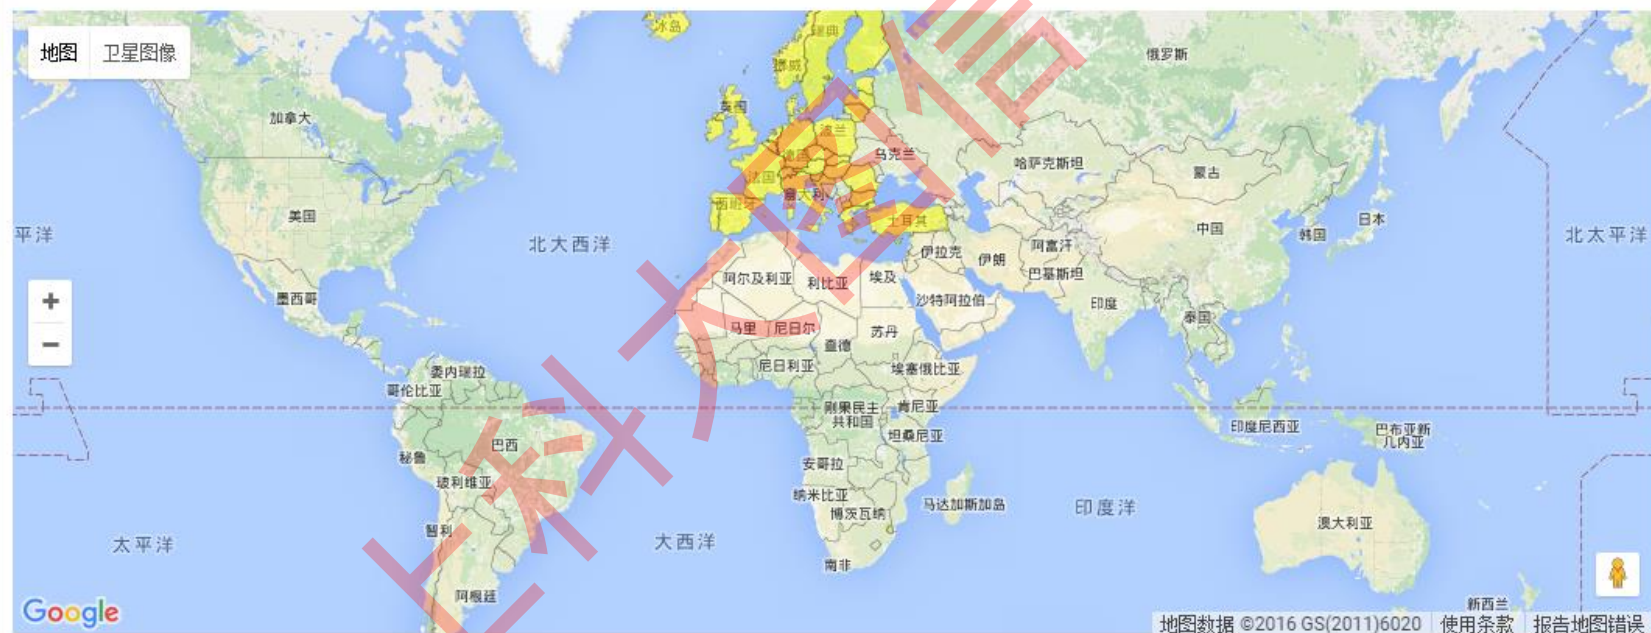 冰岛
瑞典
地图 卫星图像
挪威
俄罗斯
英国
加拿大
波兰
德国
乌克兰
哈萨克斯坦
蒙古
法国
意大利
西班牙
美国
土耳其
日本
中国
韩国
平洋
北大西洋
北太平洋
伊拉克
伊朗
阿富汗
巴基斯坦
阿尔及利亚
利比亚
埃及
墨西哥
沙特阿拉伯
印度
泰国
马里
尼日尔
苏丹
查德
尼日利亚
埃塞俄比亚
委内瑞拉
哥伦比亚
刚果民主
共和国
肯尼亚
坦桑尼亚
印度尼西亚
巴布亚新
几内亚
巴西
秘鲁
安哥拉
玻利维亚
纳米比亚
博茨瓦纳
马达加斯加岛
印度洋
澳大利亚
智利
太平洋
大西洋
南非
阿根廷
新西兰
Google
地图数据 ©2016 GS(2011)6020 使用条款 报告地图错误
上科大图信